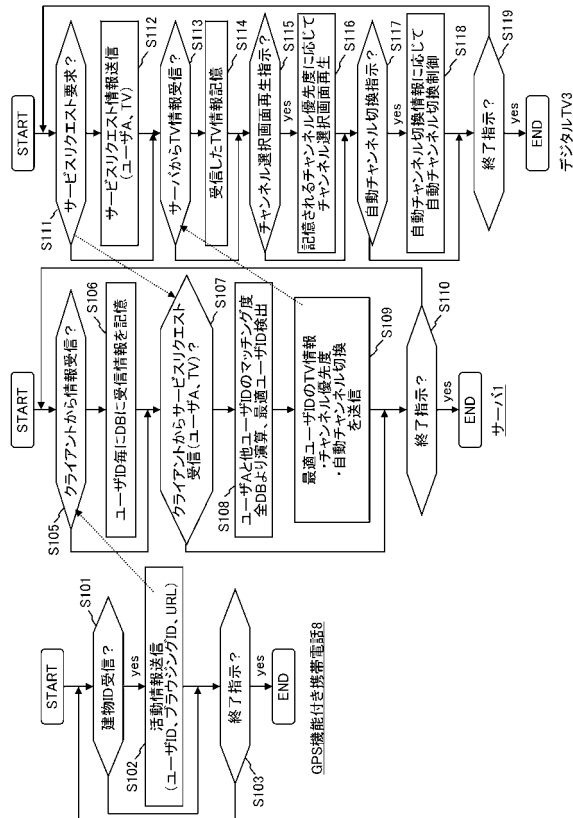 START
S101
建物ID受信?
yes
S102
活動情報送信
(ユーザID、ブラウジングID、URL)
終了指示?
S103
yes
END
GPS機能付き携帯電話8
START
S105
クライアントから情報受信?
S106
ユーザID毎にDBに受信情報を記憶
クライアントからサービスリクエスト
受信(ユーザA、TV)?
S107
S108
ユーザAと他ユーザIDのマッチング度
全DBより演算、最適ユーザID検出
最適ユーザIDのTV情報
・チャンネル優先度
・自動チャンネル切換
を送信
S109
終了指示?
S110
yes
END
サーバ1
START
S111
サービスリクエスト要求?
サービスリクエスト情報送信
(ユーザA、TV)
S112
サーバからTV情報受信?
S113
受信したTV情報記憶
S114
チャンネル選択画面再生指示?
S115
yes
記憶されるチャンネル優先度に応じて
チャンネル選択画面再生
S116
自動チャンネル切換指示?
S117
yes
自動チャンネル切換情報に応じて
自動チャンネル切換制御
S118
終了指示?
S119
yes
END
デジタルTV3